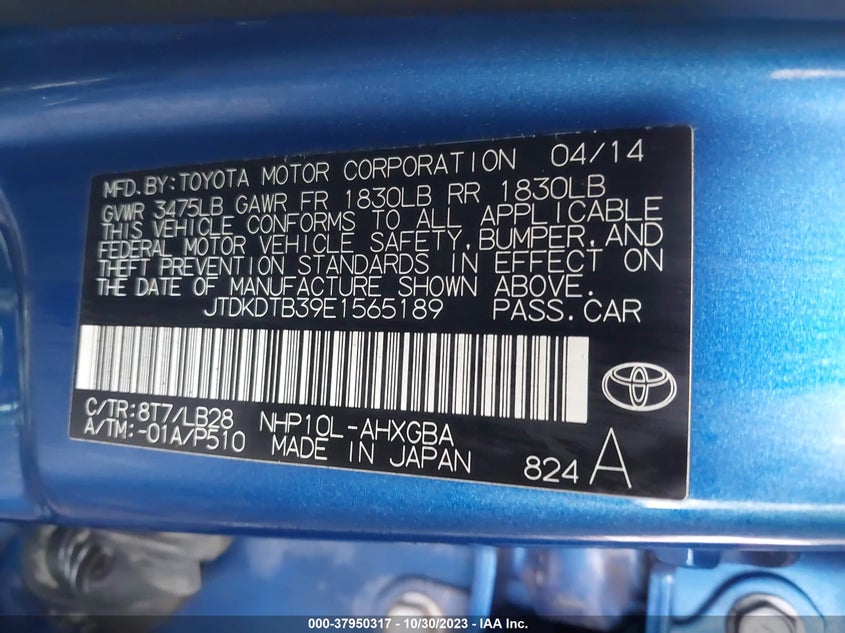 MFD.BY:TOYOTA MOTOR CORPORATION 04/14
GVWR 3475LB GAWR FR 1830LB RR 1830LB
THIS VEHICLE CONFORMS TO ALL APPLICABLE
FEDERAL MOTOR VEHICLE SAFETY,BUMPER,AND
THEFT PREVENTION STANDARDS IN EFFECT ON
THE DATE OF MANUFACTURE SHOWN ABOVE.
JTDKDTB39E1565189 PASS.CAR
C/TR:8T7/LB28 NHP10L-AHXGBA
A/TM:-01A/P510 MADE IN JAPAN
824 A
000-37950317 - 10/30/2023 - IAA Inc.